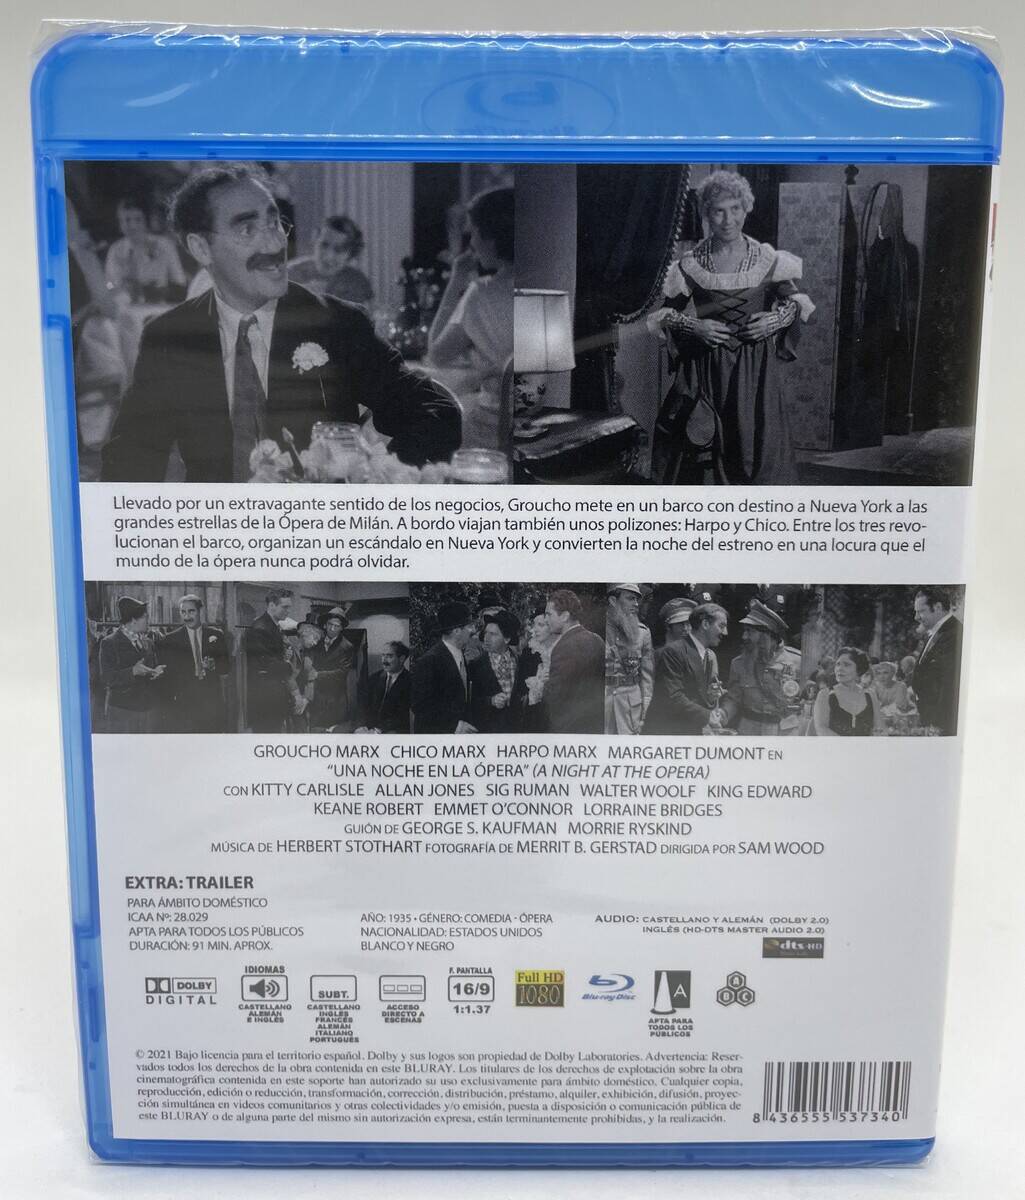 Llevado por un extravagante sentido de los negocios, Groucho mete en un barco con destino a Nueva York a las
grandes estrellas de la Ópera de Milán. A bordo viajan también unos polizones: Harpo y Chico. Entre los tres revo-
lucionan el barco, organizan un escándalo en Nueva York y convierten la noche del estreno en una locura que el
mundo de la ópera nunca podrá olvidar.
GROUCHO MARX CHICO MARX HARPO MARX MARGARET DUMONT EN
"UNA NOCHE EN LA ÓPERA" (A NIGHT AT THE OPERA)
CON KITTY CARLISLE ALLAN JONES SIG RUMAN WALTER WOOLF KING EDWARD
KEANE ROBERT EMMET O'CONNOR LORRAINE BRIDGES
GUIÓN DE GEORGE S. KAUFMAN MORRIE RYSKIND
MÚSICA DE HERBERT STOTHART FOTOGRAFÍA DE MERRIT B. GERSTAD DIRIGIDA POR SAM WOOD
EXTRA: TRAILER
PARA ÁMBITO DOMÉSTICO
ICAA Nº: 28.029
APTA PARA TODOS LOS PÚBLICOS
DURACIÓN: 91 MIN. APROX.
AÑO: 1935 • GÉNERO: COMEDIA - ÓPERA
NACIONALIDAD: ESTADOS UNIDOS
BLANCO Y NEGRO
AUDIO: CASTELLANO Y ALEMÁN (DOLBY 2.0)
INGLÉS (HD-DTS MASTER AUDIO 2.0)
dts-HD
DOLBY
DIGITAL
IDIOMAS
CASTELLANO
ALEMÁN
E INGLÉS
SUBT.
CASTELLANO
INGLÉS
FRANCÉS
ALEMÁN
ITALIANO
PORTUGUÉS
ACCESO
DIRECTO A
ESCENAS
F. PANTALLA
16/9
1:1.37
Full HD
1080
Blu-ray Disc
A
APTA PARA
TODOS LOS
PÚBLICOS
A
B C
© 2021 Bajo licencia para el territorio español. Dolby y sus logos son propiedad de Dolby Laboratories. Advertencia: Reser-
vados todos los derechos de la obra contenida en este BLURAY. Los titulares de los derechos de explotación sobre la obra
cinematográfica contenida en este soporte han autorizado su uso exclusivamente para ámbito doméstico. Cualquier copia,
reproducción, edición o reducción, transformación, corrección, distribución, préstamo, alquiler, exhibición, difusión, proyec-
ción simultánea en videos comunitarios y otras colectividades y/o emisión, puesta a disposición o comunicación pública de
este BLURAY o de alguna parte del mismo sin autorización expresa, están terminantemente prohibidas, y la realización.
8 436555 537340